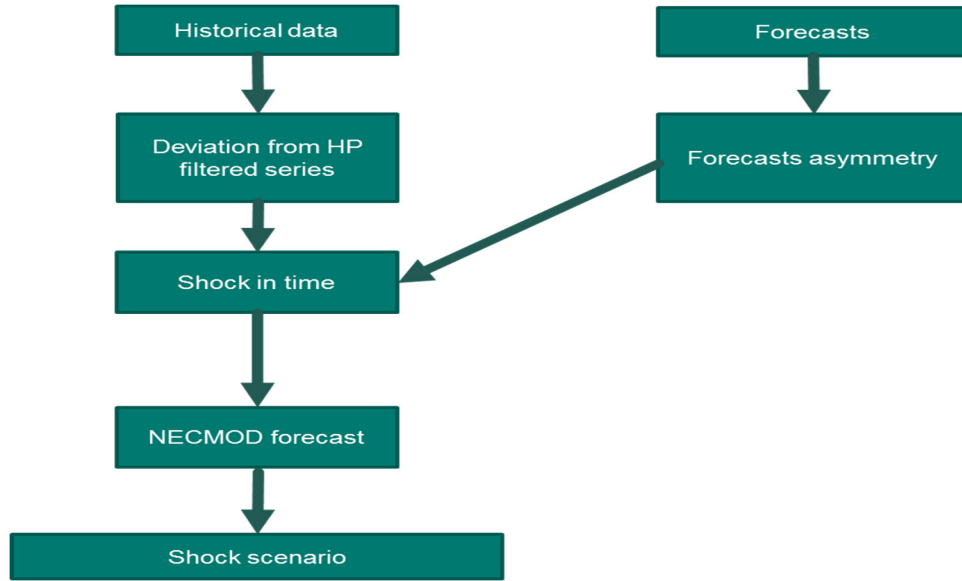 Historical data
Forecasts
Deviation from HP
filtered series
Forecasts asymmetry
Shock in time
NECMOD forecast
Shock scenario